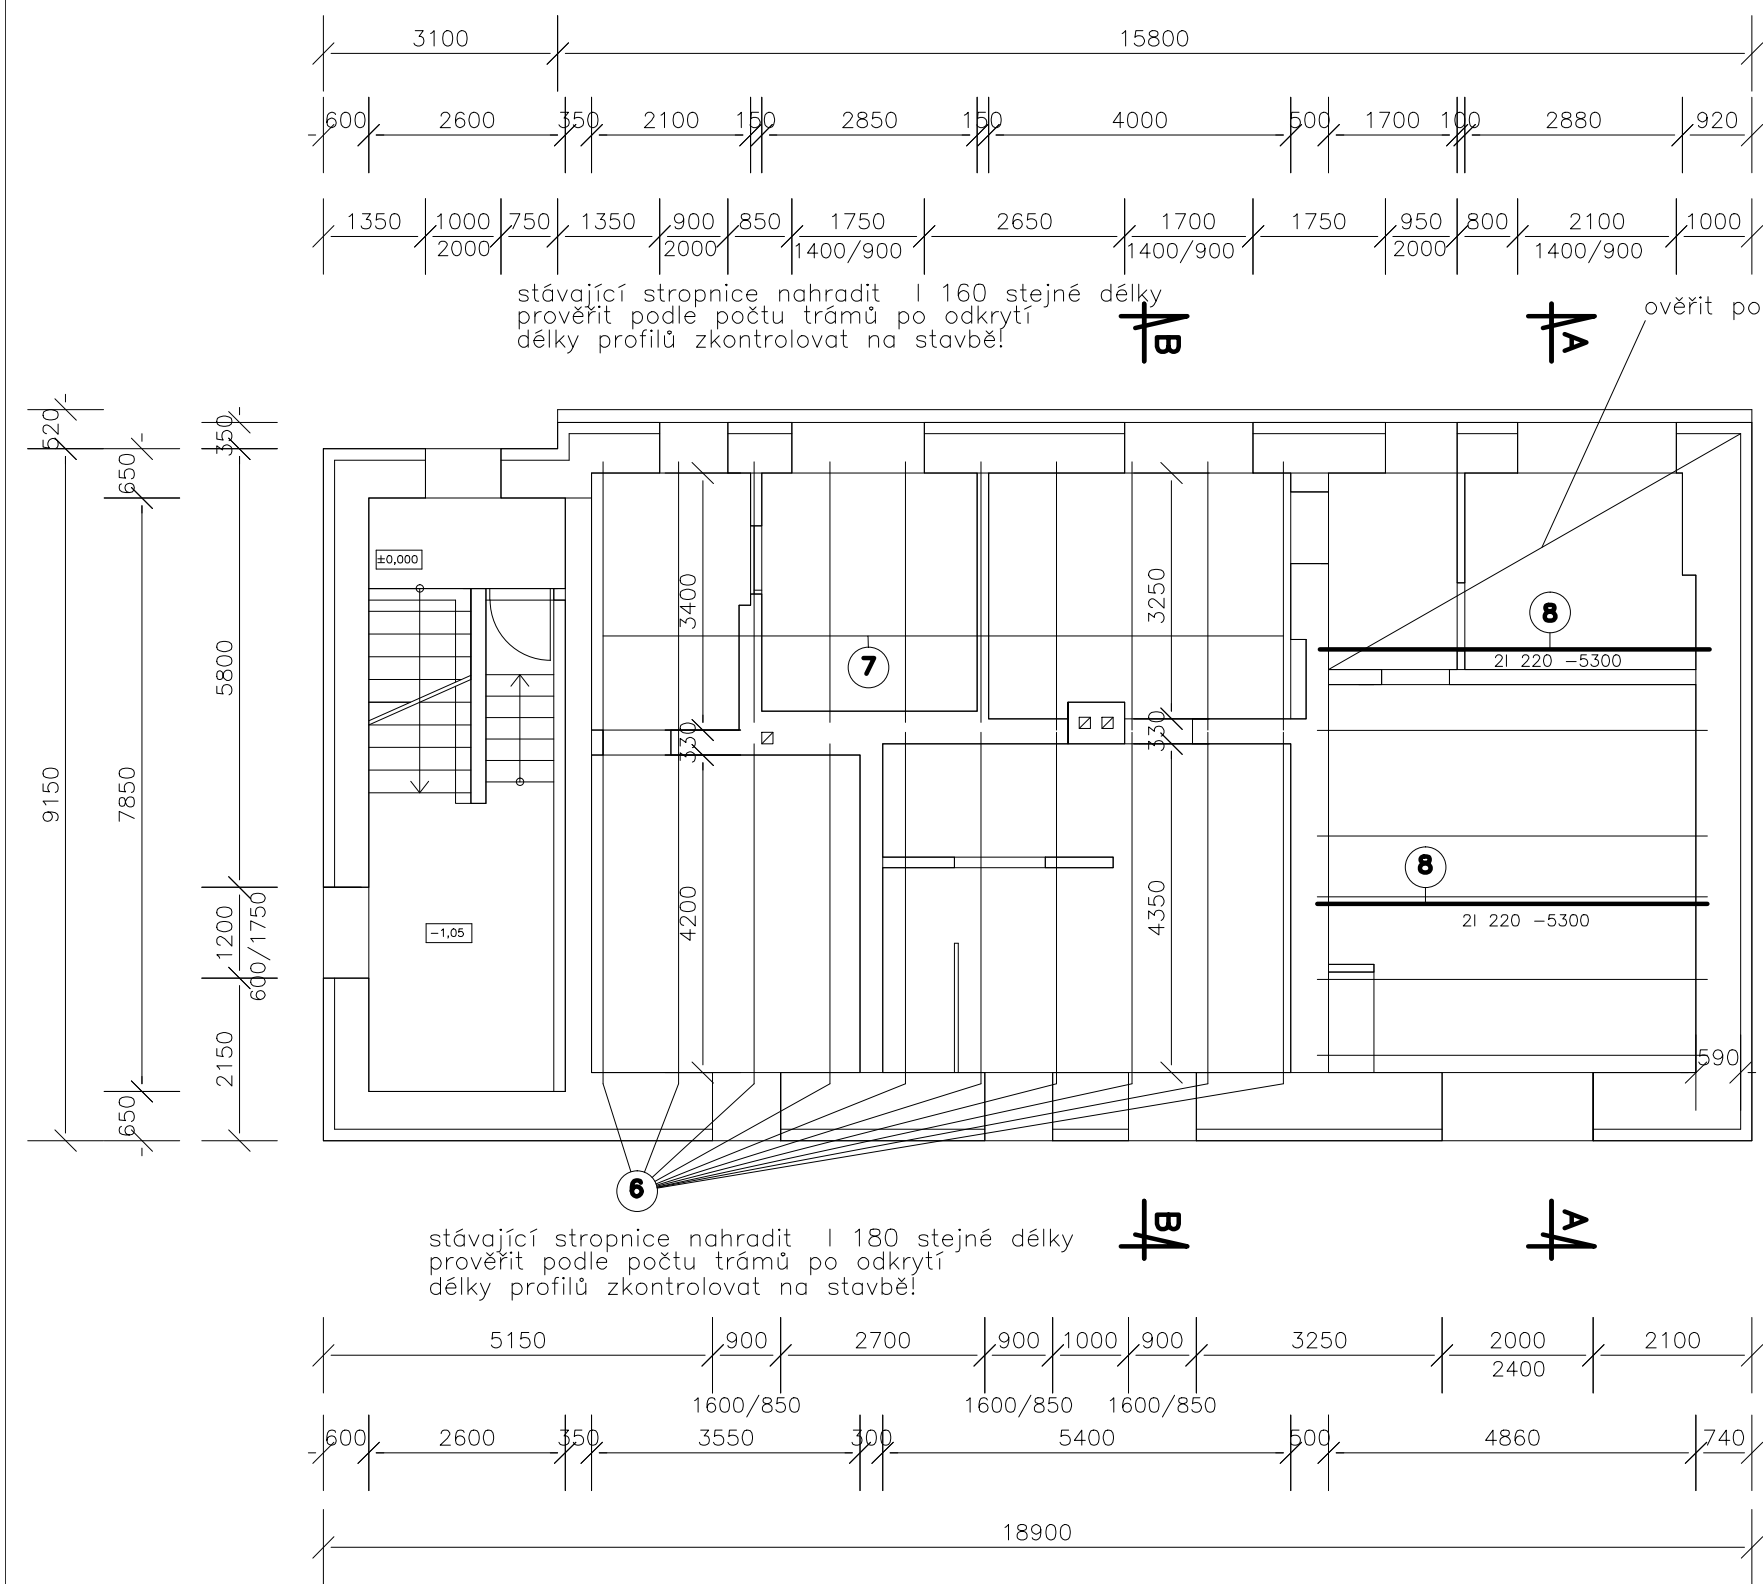 3100 15800
600 2600 350 2100 150 2850 150 4000 500 1700 100 2880 920
1350 1000 750 1350 900 850 1750 2650 1700 1750 950 800 2100 1000
2000 2000 1400/900 1400/900 2000 1400/900
stávající stropnice nahradit I 160 stejné délky
prověřit podle počtu trámů po odkrytí
délky profilů zkontrolovat na stavbě!
B
A
ověřit po
520
350
650
±0,000
3400
3250
8
2I 220 -5300
7
5800
330
330
9150
7850
8
2I 220 -5300
4200
4350
1200
600/1750
-1,05
2150
590
650
6
B
A
stávající stropnice nahradit I 180 stejné délky
prověřit podle počtu trámů po odkrytí
délky profilů zkontrolovat na stavbě!
5150 900 2700 900 1000 900 3250 2000 2100
2400
1600/850 1600/850 1600/850
600 2600 350 3550 300 5400 500 4860 740
18900